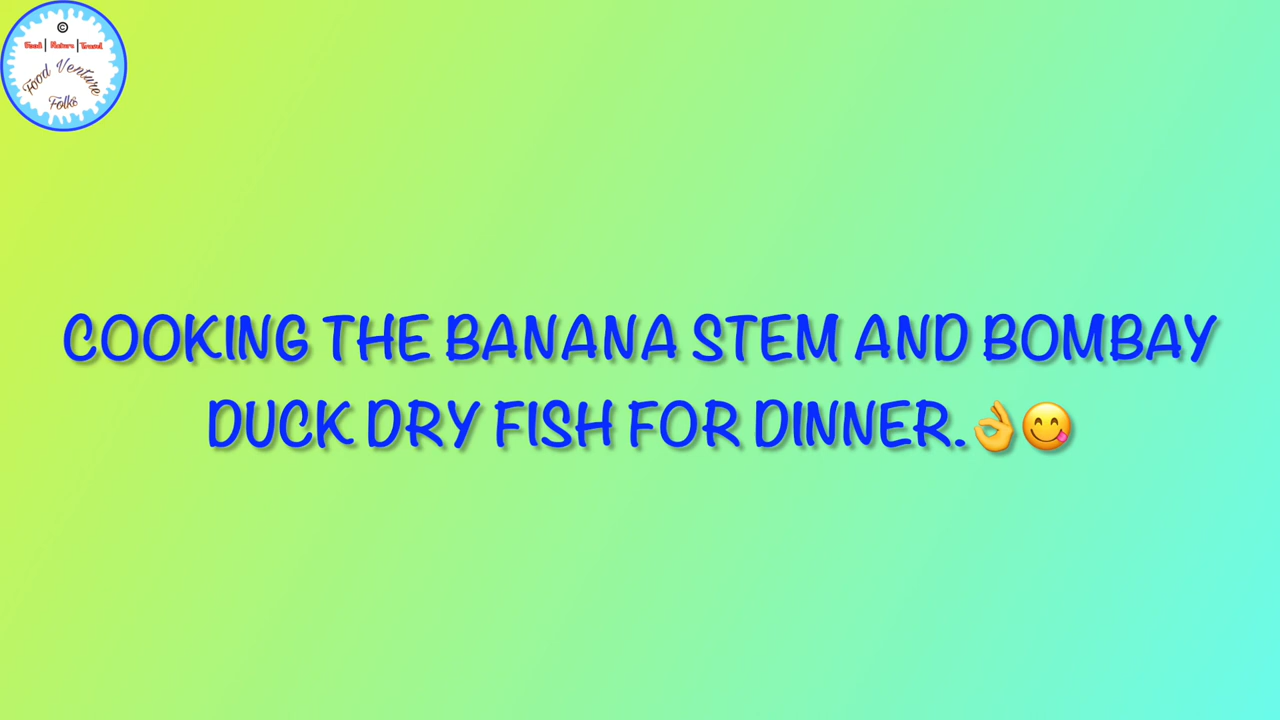 ©
Food | Nature | Travel
Food Venture
Folks
COOKING THE BANANA STEM AND BOMBAY
DUCK DRY FISH FOR DINNER.👌😋